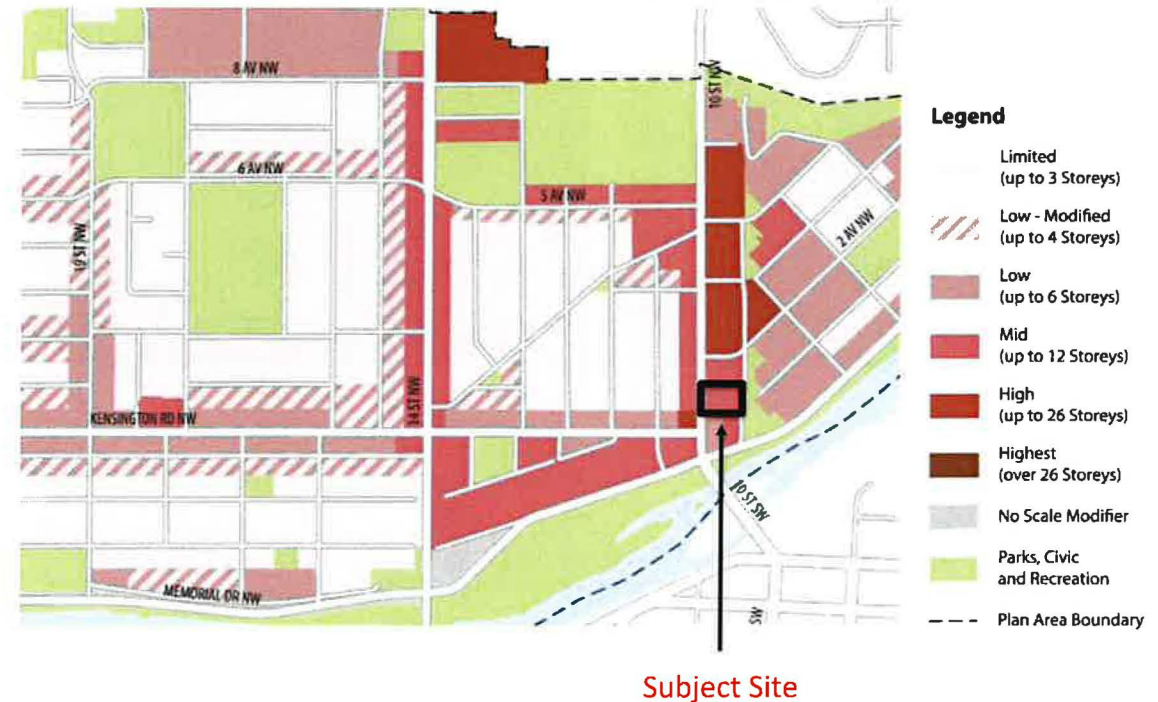 8 AV NW
10 ST NW
6 AV NW
5 AV NW
19 ST NW
2 AV NW
14 ST NW
KENSINGTON RD NW
10 ST SW
MEMORIAL DR NW
SW
Legend
Limited
(up to 3 Storeys)
Low - Modified
(up to 4 Storeys)
Low
(up to 6 Storeys)
Mid
(up to 12 Storeys)
High
(up to 26 Storeys)
Highest
(over 26 Storeys)
No Scale Modifier
Parks, Civic
and Recreation
Plan Area Boundary
Subject Site